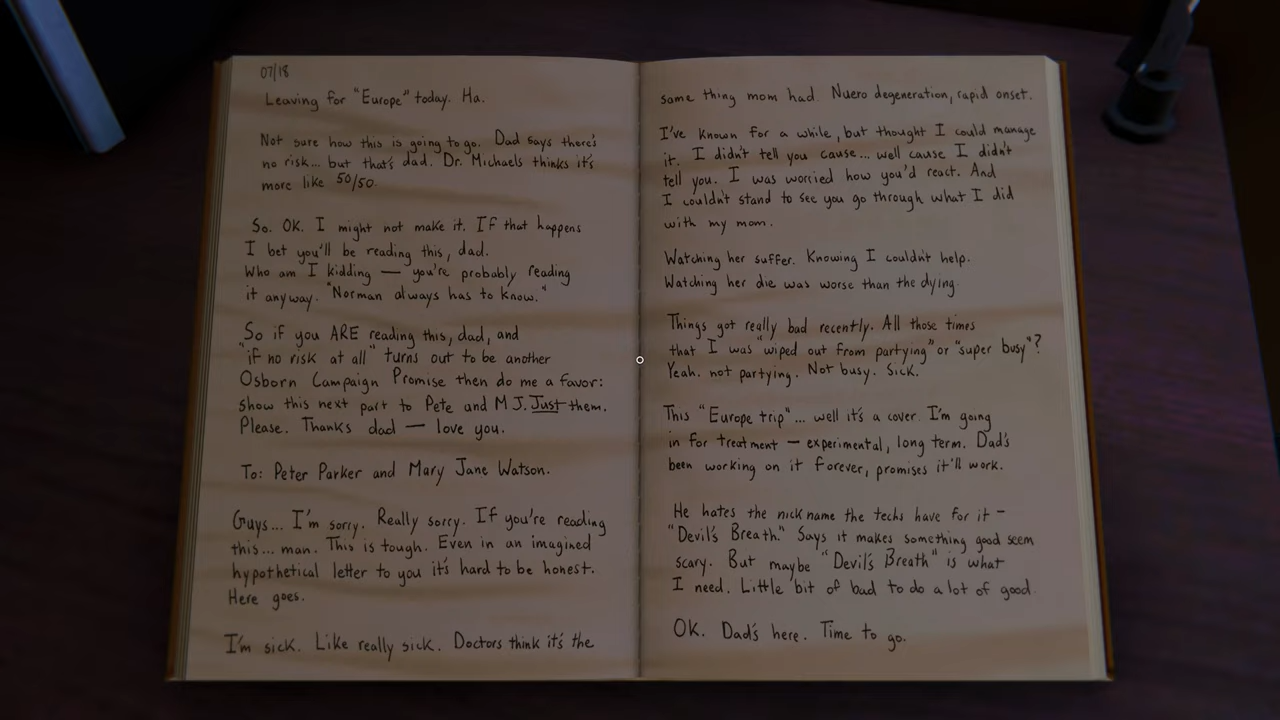 07/18
Leaving for "Europe" today. Ha.
Not sure how this is going to go. Dad says there's
no risk... but that's dad. Dr. Michaels thinks it's
more like 50/50.
So. OK. I might not make it. If that happens
I bet you'll be reading this, dad.
Who am I kidding — you're probably reading
it anyway. "Norman always has to know."
So if you ARE reading this, dad, and
"if no risk at all" turns out to be another
Osborn Campaign Promise then do me a favor:
show this next part to Pete and MJ. Just them.
Please. Thanks dad — love you.
To: Peter Parker and Mary Jane Watson.
Guys... I'm sorry. Really sorry. If you're reading
this... man. This is tough. Even in an imagined
hypothetical letter to you it's hard to be honest.
Here goes.
I'm sick. Like really sick. Doctors think it's the
same thing mom had. Nuero degeneration, rapid onset.
I've known for a while, but thought I could manage
it. I didn't tell you cause... well cause I didn't
tell you. I was worried how you'd react. And
I couldn't stand to see you go through what I did
with my mom.
Watching her suffer. Knowing I couldn't help.
Watching her die was worse than the dying.
Things got really bad recently. All those times
that I was "wiped out from partying" or "super busy"?
Yeah. not partying. Not busy. Sick.
This "Europe trip"... well it's a cover. I'm going
in for treatment — experimental, long term. Dad's
been working on it forever, promises it'll work.
He hates the nickname the techs have for it -
"Devil's Breath." Says it makes something good seem
scary. But maybe "Devil's Breath" is what
I need. Little bit of bad to do a lot of good.
OK. Dad's here. Time to go.